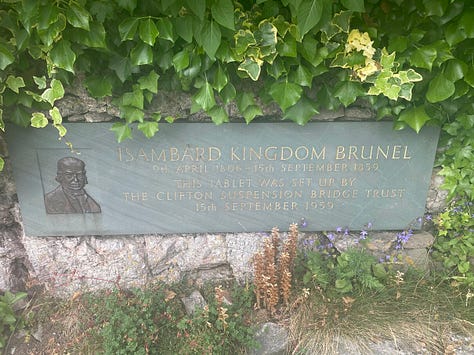 ISAMBARD KINGDOM BRUNEL
9th APRIL 1806 – 15th SEPTEMBER 1859
THIS TABLET WAS SET UP BY
THE CLIFTON SUSPENSION BRIDGE TRUST
15th SEPTEMBER 1959